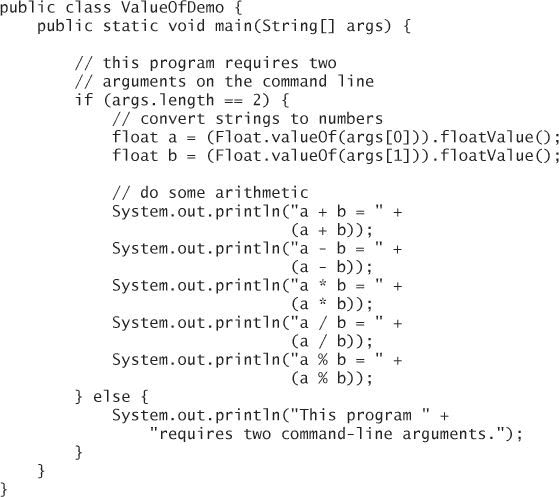 public class ValueOfDemo {
    public static void main(String[] args) {

        // this program requires two
        // arguments on the command line
        if (args.length == 2) {
            // convert strings to numbers
            float a = (Float.valueOf(args[0])).floatValue();
            float b = (Float.valueOf(args[1])).floatValue();

            // do some arithmetic
            System.out.println("a + b = " +
                               (a + b));
            System.out.println("a - b = " +
                               (a - b));
            System.out.println("a * b = " +
                               (a * b));
            System.out.println("a / b = " +
                               (a / b));
            System.out.println("a % b = " +
                               (a % b));
        } else {
            System.out.println("This program " +
                "requires two command-line arguments.");
        }
    }
}